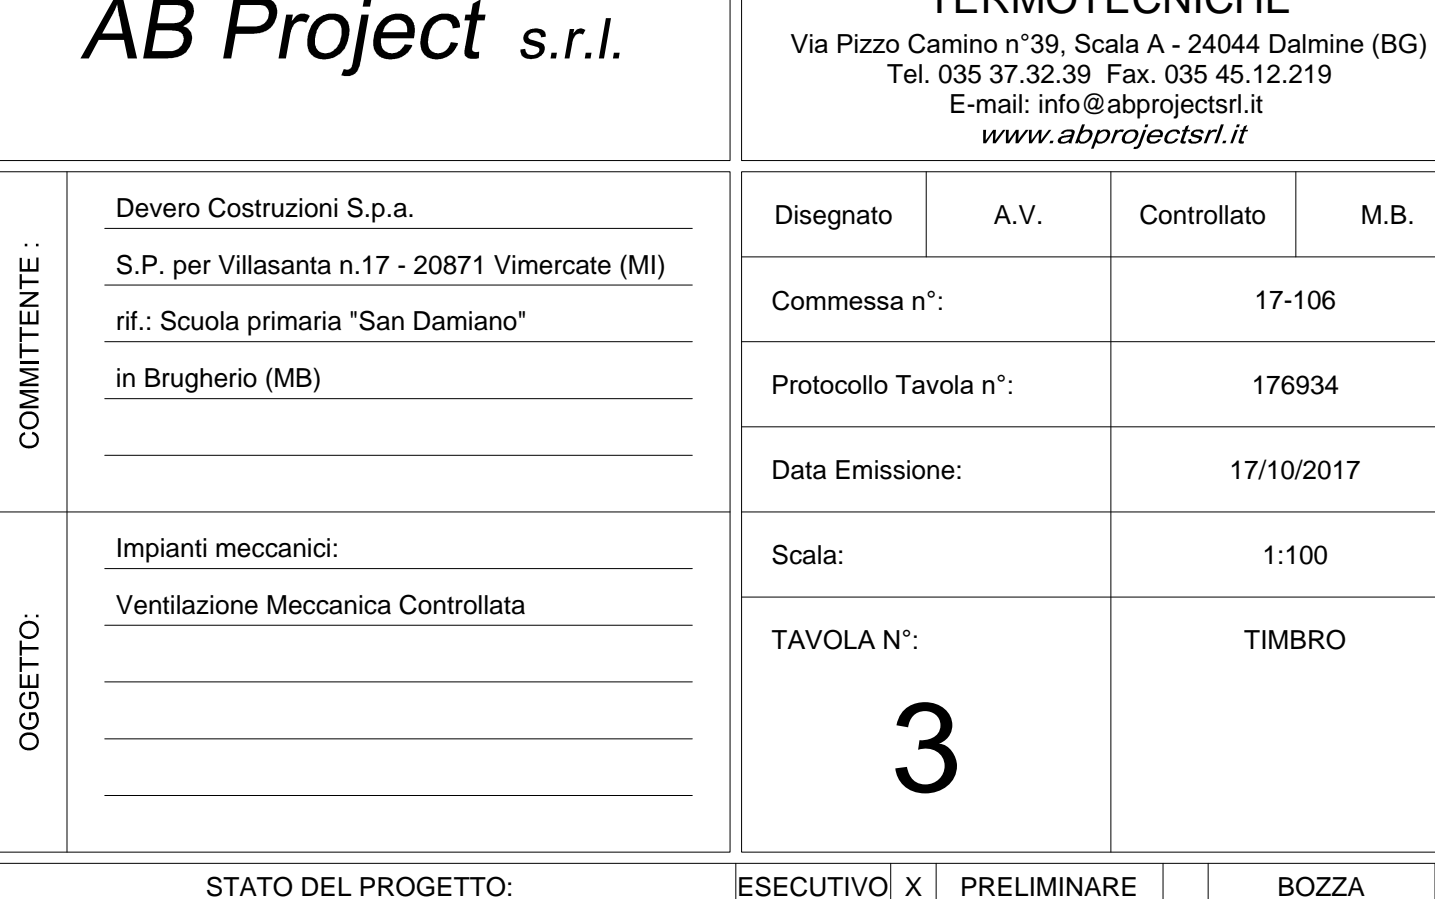 AB Project s.r.l.
TERMOTECNICHE
Via Pizzo Camino n°39, Scala A - 24044 Dalmine (BG)
Tel. 035 37.32.39 Fax. 035 45.12.219
E-mail: info@abprojectsrl.it
www.abprojectsrl.it
COMMITTENTE :
Devero Costruzioni S.p.a.
S.P. per Villasanta n.17 - 20871 Vimercate (MI)
rif.: Scuola primaria "San Damiano"
in Brugherio (MB)
OGGETTO:
Impianti meccanici:
Ventilazione Meccanica Controllata
Disegnato A.V. Controllato M.B.
Commessa n°: 17-106
Protocollo Tavola n°: 176934
Data Emissione: 17/10/2017
Scala: 1:100
TAVOLA N°: TIMBRO
3
STATO DEL PROGETTO: ESECUTIVO X PRELIMINARE BOZZA